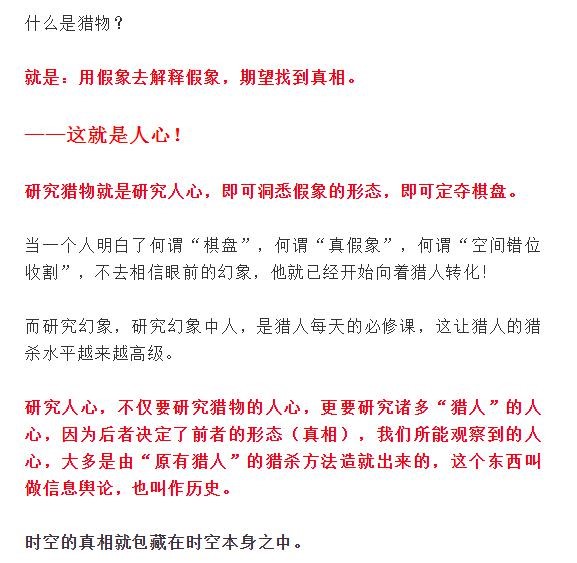 什么是猎物？
就是：用假象去解释假象，期望找到真相。
——这就是人心！
研究猎物就是研究人心，即可洞悉假象的形态，即可定夺棋盘。
当一个人明白了何谓“棋盘”，何谓“真假象”，何谓“空间错位
收割”，不去相信眼前的幻象，他就已经开始向着猎人转化！
而研究幻象，研究幻象中人，是猎人每天的必修课，这让猎人的猎
杀水平越来越高级。
研究人心，不仅要研究猎物的人心，更要研究诸多“猎人”的人
心，因为后者决定了前者的形态（真相），我们所能观察到的人
心，大多是由“原有猎人”的猎杀方法造就出来的，这个东西叫
做信息舆论，也叫作历史。
时空的真相就包藏在时空本身之中。